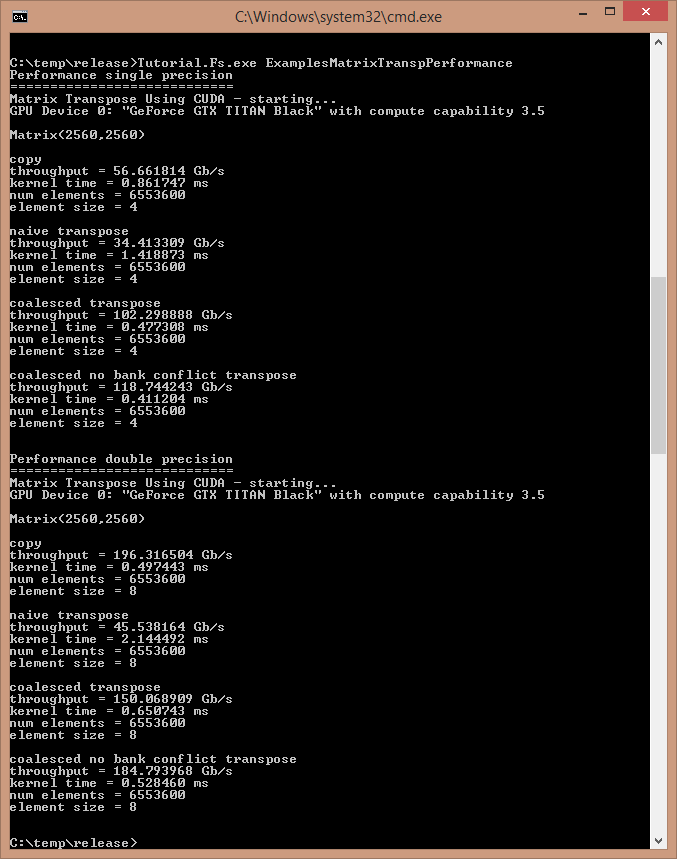 C:\Windows\system32\cmd.exe
C:\temp\release>Tutorial.Fs.exe ExamplesMatrixTranspPerformance
Performance single precision
============================
Matrix Transpose Using CUDA - starting...
GPU Device 0: "GeForce GTX TITAN Black" with compute capability 3.5
Matrix(2560,2560)
copy
throughput = 56.661814 Gb/s
kernel time = 0.861747 ms
num elements = 6553600
element size = 4
naive transpose
throughput = 34.413309 Gb/s
kernel time = 1.418873 ms
num elements = 6553600
element size = 4
coalesced transpose
throughput = 102.298888 Gb/s
kernel time = 0.477308 ms
num elements = 6553600
element size = 4
coalesced no bank conflict transpose
throughput = 118.744243 Gb/s
kernel time = 0.411204 ms
num elements = 6553600
element size = 4
Performance double precision
============================
Matrix Transpose Using CUDA - starting...
GPU Device 0: "GeForce GTX TITAN Black" with compute capability 3.5
Matrix(2560,2560)
copy
throughput = 196.316504 Gb/s
kernel time = 0.497443 ms
num elements = 6553600
element size = 8
naive transpose
throughput = 45.538164 Gb/s
kernel time = 2.144492 ms
num elements = 6553600
element size = 8
coalesced transpose
throughput = 150.068909 Gb/s
kernel time = 0.650743 ms
num elements = 6553600
element size = 8
coalesced no bank conflict transpose
throughput = 184.793968 Gb/s
kernel time = 0.528460 ms
num elements = 6553600
element size = 8
C:\temp\release>